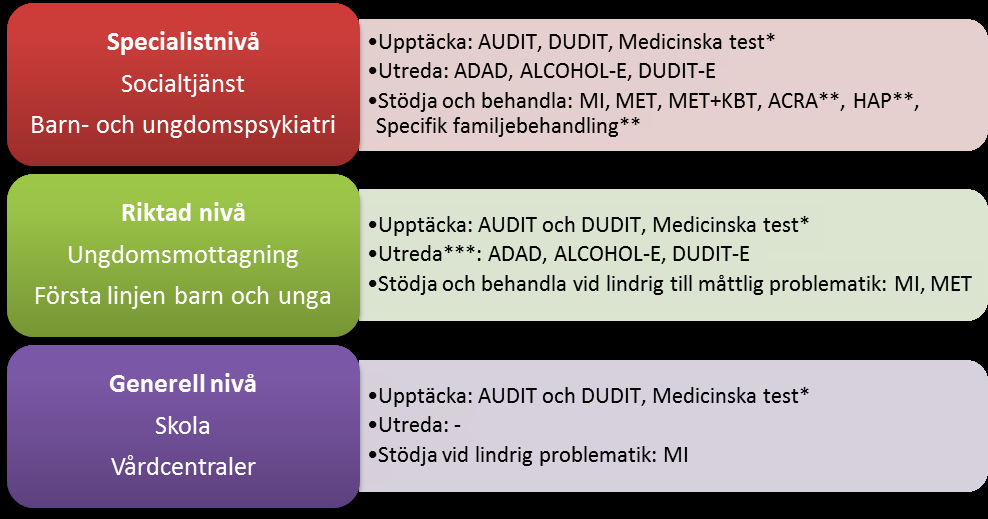 Specialistnivå
Socialtjänst
Barn- och ungdomspsykiatri
•Upptäcka: AUDIT, DUDIT, Medicinska test*
•Utreda: ADAD, ALCOHOL-E, DUDIT-E
•Stödja och behandla: MI, MET, MET+KBT, ACRA**, HAP**,
Specifik familjebehandling**
Riktad nivå
Ungdomsmottagning
Första linjen barn och unga
•Upptäcka: AUDIT och DUDIT, Medicinska test*
•Utreda***: ADAD, ALCOHOL-E, DUDIT-E
•Stödja och behandla vid lindrig till måttlig problematik: MI, MET
Generell nivå
Skola
Vårdcentraler
•Upptäcka: AUDIT och DUDIT, Medicinska test*
•Utreda: -
•Stödja vid lindrig problematik: MI